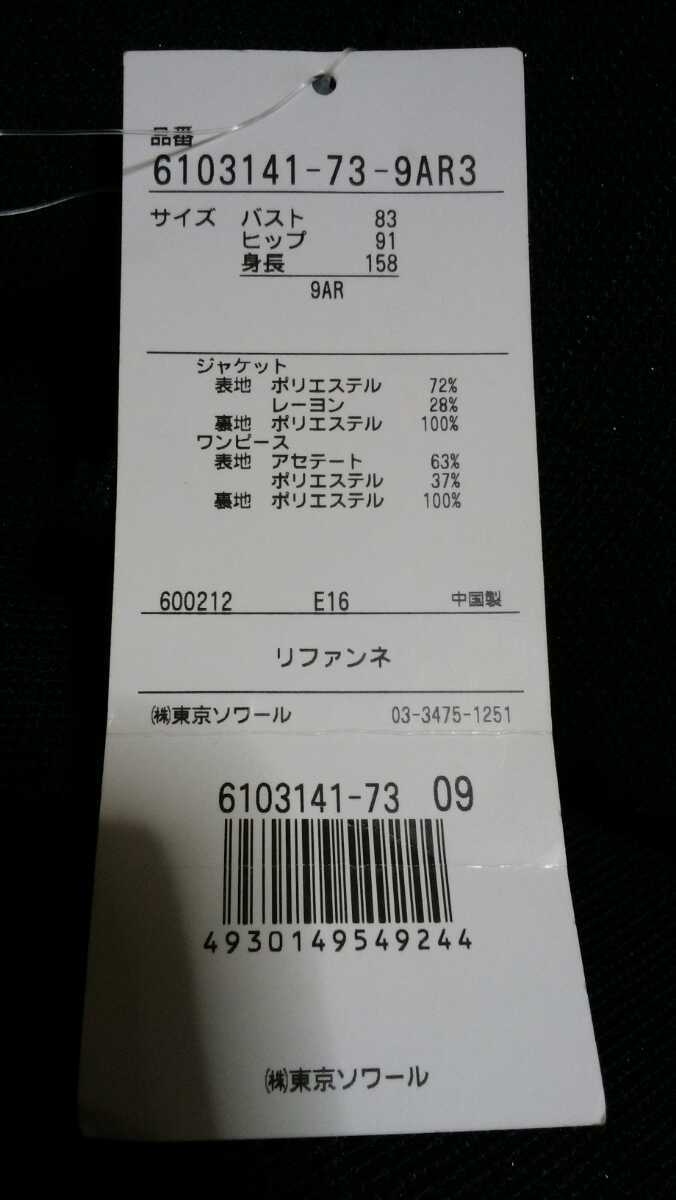 品番
6103141-73-9AR3
サイズ バスト 83
ヒップ 91
身長 158
9AR
ジャケット
表地 ポリエステル 72%
レーヨン 28%
裏地 ポリエステル 100%
ワンピース
表地 アセテート 63%
ポリエステル 37%
裏地 ポリエステル 100%
600212 E16 中国製
リファンネ
㈱東京ソワール 03-3475-1251
6103141-73 09
4930149549244
㈱東京ソワール